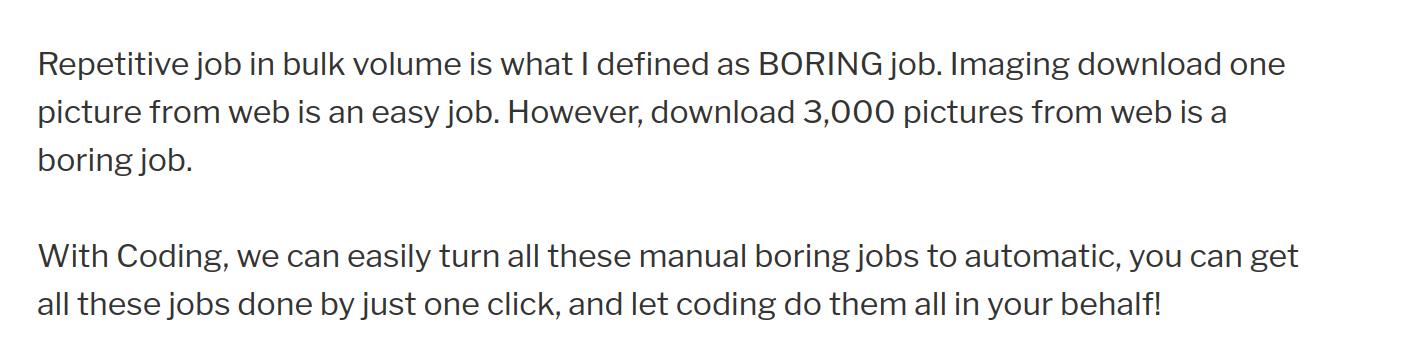 Repetitive job in bulk volume is what I defined as BORING job. Imaging download one
picture from web is an easy job. However, download 3,000 pictures from web is a
boring job.
With Coding, we can easily turn all these manual boring jobs to automatic, you can get
all these jobs done by just one click, and let coding do them all in your behalf!